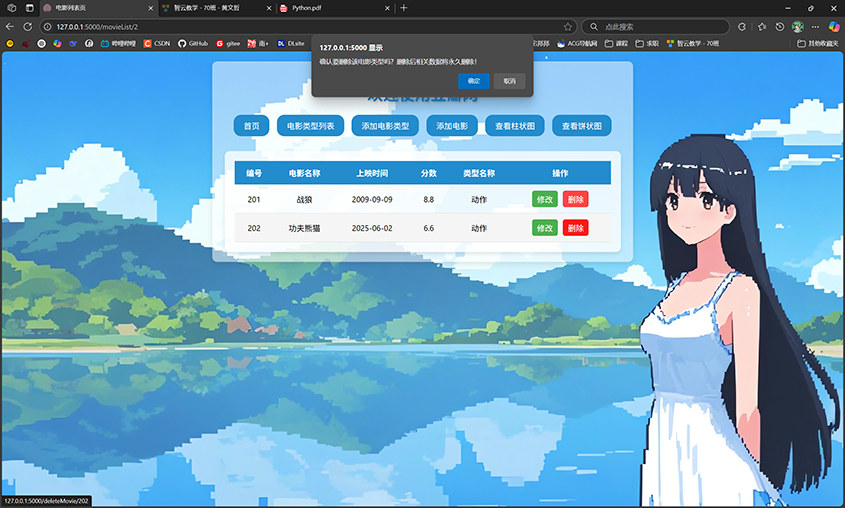 电影列表页
智云教学 - 70班 - 黄文哲
Python.pdf
127.0.0.1:5000/movieList/2
点此搜索
哔哩哔哩
CSDN
GitHub
gitee
南+
DLsite
ACG导航网
课程
求职
智云教学 - 70班
其他收藏夹
127.0.0.1:5000 显示
确认要删除该电影类型吗? 删除后相关数据将永久删除!
确定
取消
首页
电影类型列表
添加电影类型
添加电影
查看柱状图
查看饼状图
编号 电影名称 上映时间 分数 类型名称 操作
201 战狼 2009-09-09 8.8 动作 修改 删除
202 功夫熊猫 2025-06-02 6.6 动作 修改 删除
127.0.0.1:5000/deleteMovie/202